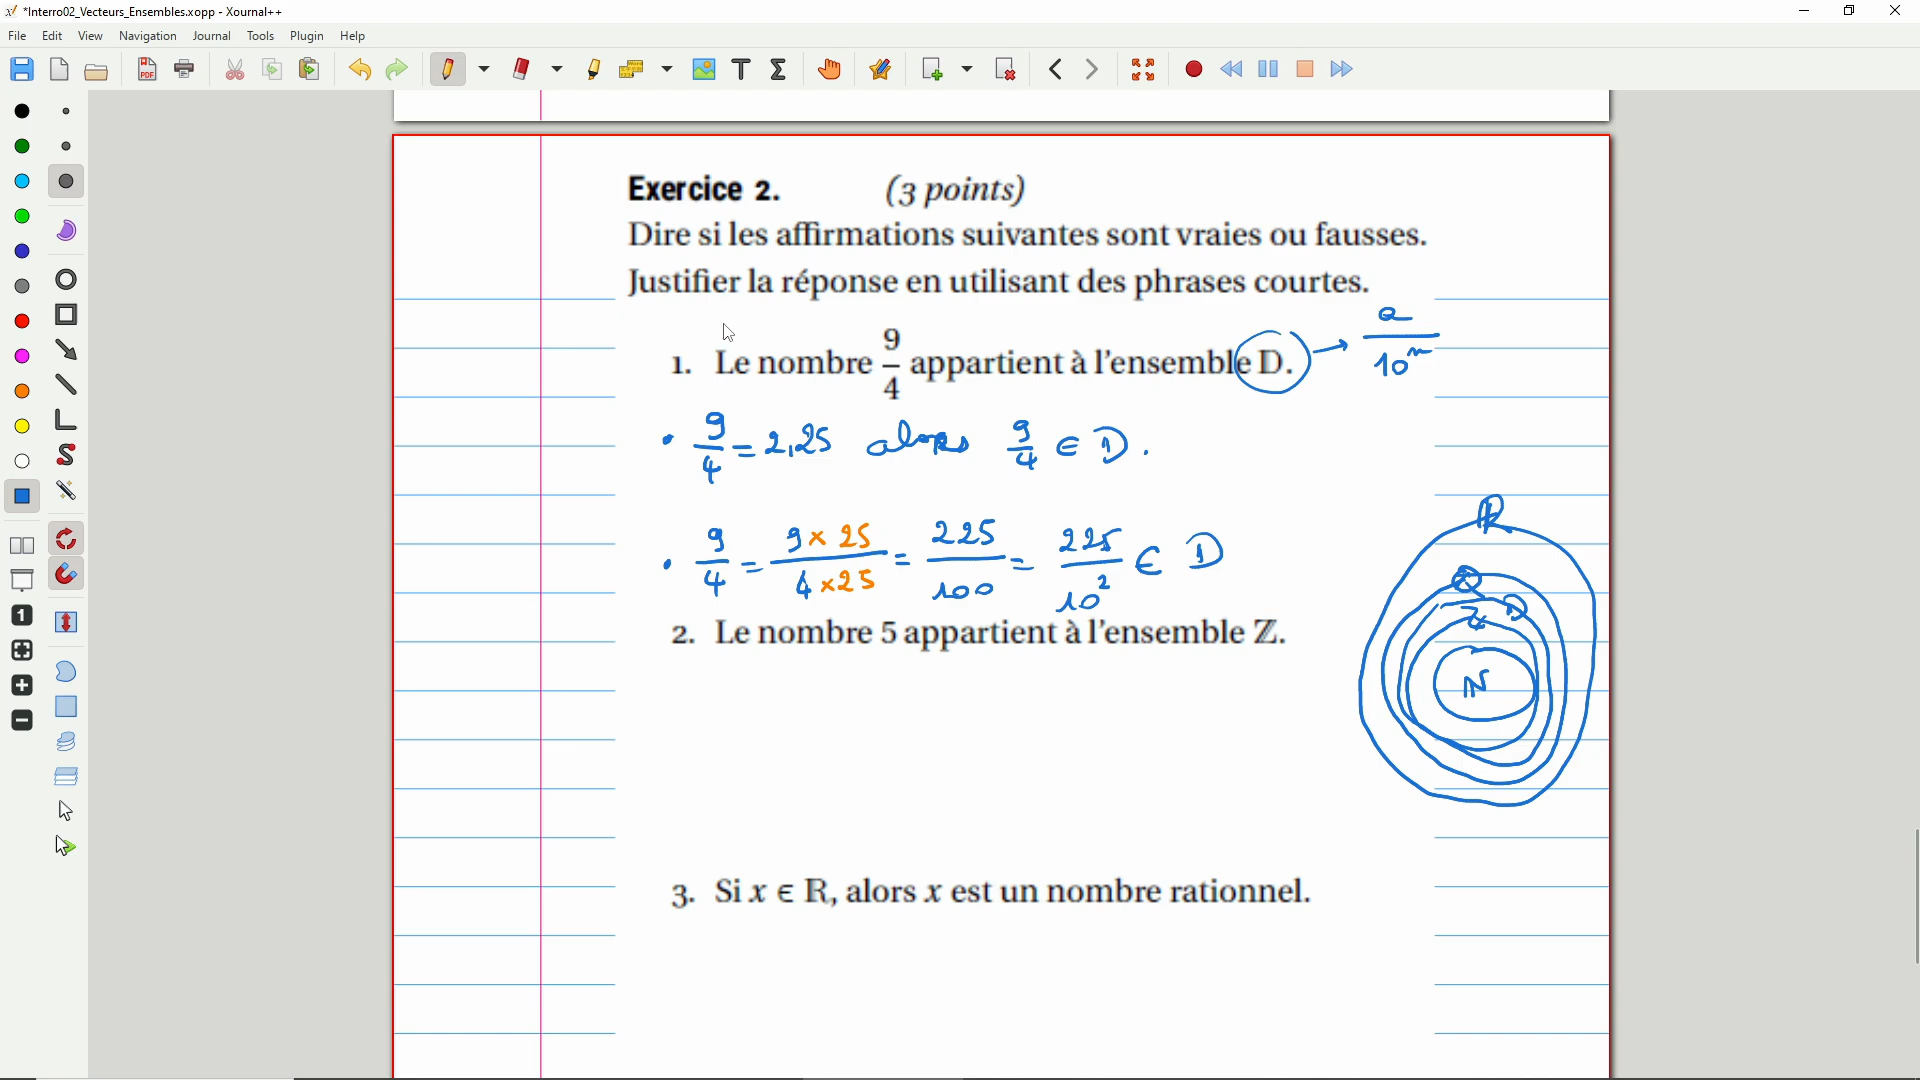 *Interro02_Vecteurs_Ensembles.xopp - Xournal++
File Edit View Navigation Journal Tools Plugin Help
Exercice 2. (3 points)
Dire si les affirmations suivantes sont vraies ou fausses.
Justifier la réponse en utilisant des phrases courtes.
1. Le nombre 9/4 appartient à l'ensemble D. → a/10^n
• 9/4 = 2,25 alors 9/4 ∈ D.
• 9/4 = 9 × 25 / 4 × 25 = 225/100 = 225/10^2 ∈ D
R
Q
Z D
N
2. Le nombre 5 appartient à l'ensemble ℤ.
3. Si x ∈ ℝ, alors x est un nombre rationnel.